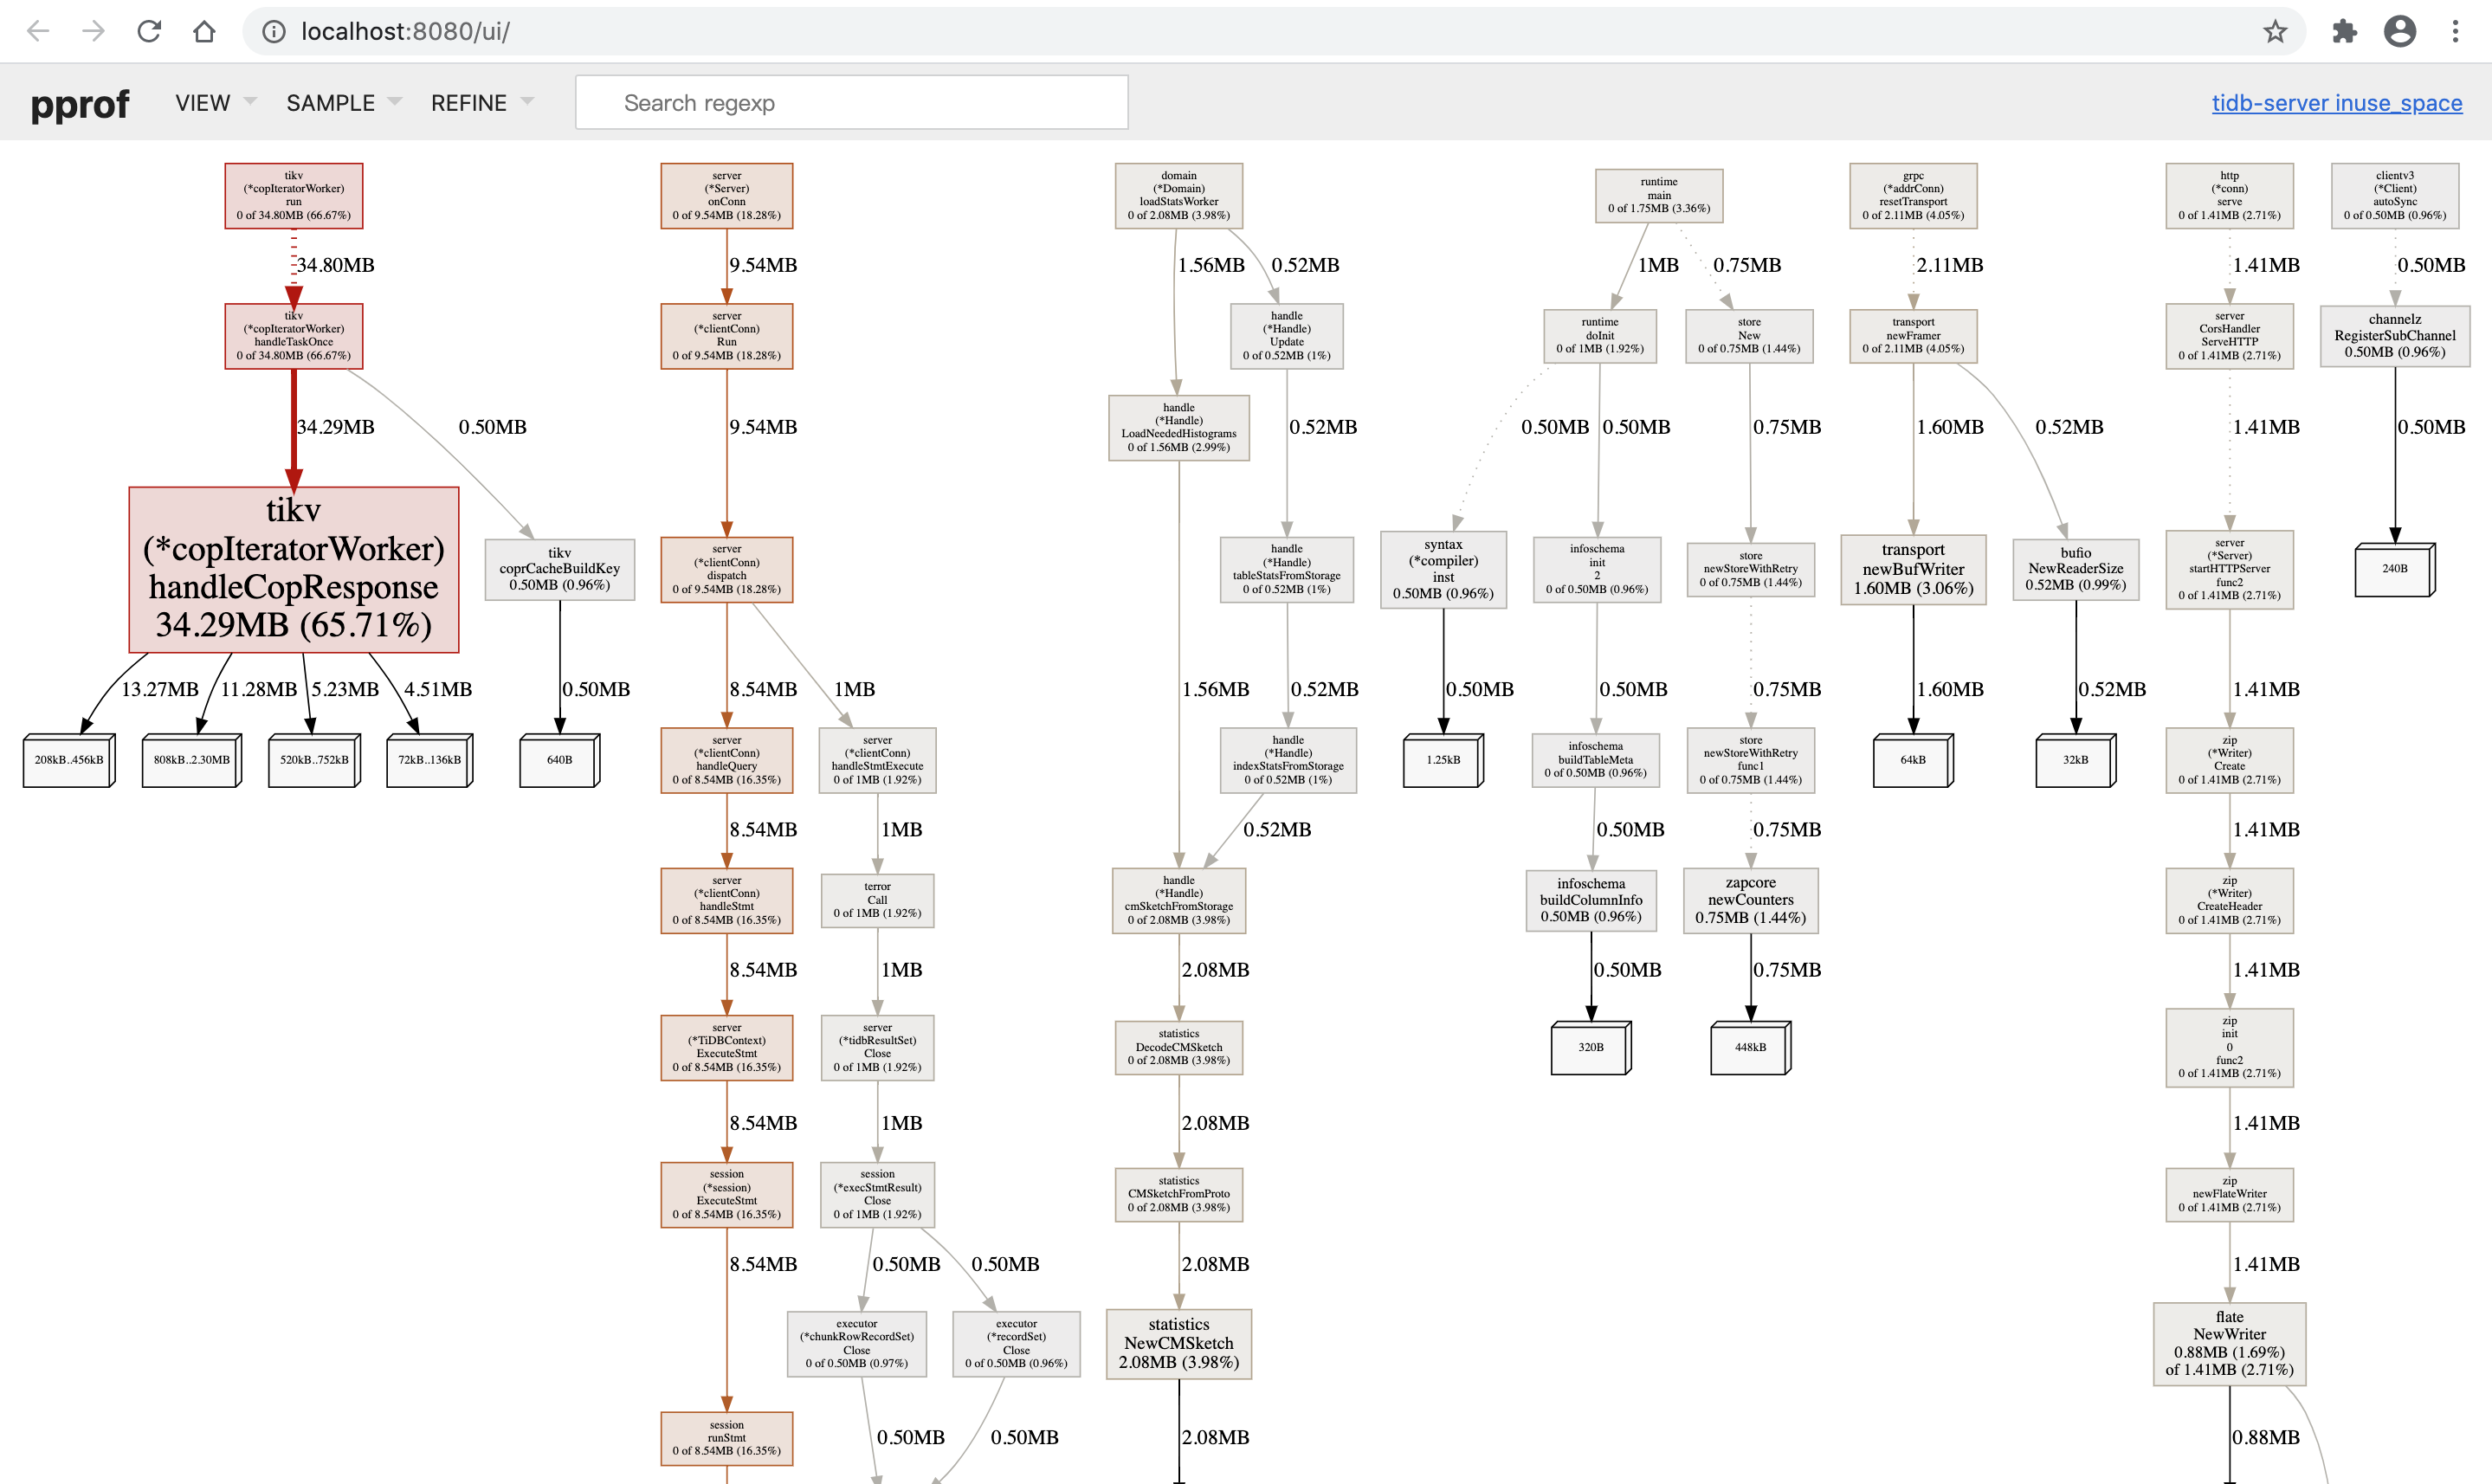 localhost:8080/ui/
pprof
VIEW
SAMPLE
REFINE
Search regexp
tidb-server inuse_space
tikv
(*copIteratorWorker)
run
0 of 34.80MB (66.67%)
server
(*Server)
onConn
0 of 9.54MB (18.28%)
domain
(*Domain)
loadStatsWorker
0 of 2.08MB (3.98%)
runtime
main
0 of 1.75MB (3.36%)
grpc
(*addrConn)
resetTransport
0 of 2.11MB (4.05%)
http
(*conn)
serve
0 of 1.41MB (2.71%)
clientv3
(*Client)
autoSync
0 of 0.50MB (0.96%)
34.80MB
9.54MB
1.56MB
0.52MB
1MB
0.75MB
2.11MB
1.41MB
0.50MB
tikv
(*copIteratorWorker)
handleTaskOnce
0 of 34.80MB (66.67%)
server
(*clientConn)
Run
0 of 9.54MB (18.28%)
handle
(*Handle)
Update
0 of 0.52MB (1%)
runtime
doInit
0 of 1MB (1.92%)
store
New
0 of 0.75MB (1.44%)
transport
newFramer
0 of 2.11MB (4.05%)
server
CorsHandler
ServeHTTP
0 of 1.41MB (2.71%)
channelz
RegisterSubChannel
0.50MB (0.96%)
34.29MB
0.50MB
9.54MB
handle
(*Handle)
LoadNeededHistograms
0 of 1.56MB (2.99%)
0.52MB
0.50MB
0.50MB
0.75MB
1.60MB
0.52MB
1.41MB
0.50MB
tikv
(*copIteratorWorker)
handleCopResponse
34.29MB (65.71%)
tikv
coprCacheBuildKey
0.50MB (0.96%)
server
(*clientConn)
dispatch
0 of 9.54MB (18.28%)
handle
(*Handle)
tableStatsFromStorage
0 of 0.52MB (1%)
syntax
(*compiler)
inst
0.50MB (0.96%)
infoschema
init
2
0 of 0.50MB (0.96%)
store
newStoreWithRetry
0 of 0.75MB (1.44%)
transport
newBufWriter
1.60MB (3.06%)
bufio
NewReaderSize
0.52MB (0.99%)
server
(*Server)
startHTTPServer
func2
0 of 1.41MB (2.71%)
240B
13.27MB
11.28MB
5.23MB
4.51MB
0.50MB
8.54MB
1MB
1.56MB
0.52MB
0.50MB
0.50MB
0.75MB
1.60MB
0.52MB
1.41MB
208kB..456kB
808kB..2.30MB
520kB..752kB
72kB..136kB
640B
server
(*clientConn)
handleQuery
0 of 8.54MB (16.35%)
server
(*clientConn)
handleStmtExecute
0 of 1MB (1.92%)
handle
(*Handle)
indexStatsFromStorage
0 of 0.52MB (1%)
1.25kB
infoschema
buildTableMeta
0 of 0.50MB (0.96%)
store
newStoreWithRetry
func1
0 of 0.75MB (1.44%)
64kB
32kB
zip
(*Writer)
Create
0 of 1.41MB (2.71%)
8.54MB
1MB
0.52MB
0.50MB
0.75MB
1.41MB
server
(*clientConn)
handleStmt
0 of 8.54MB (16.35%)
terror
Call
0 of 1MB (1.92%)
handle
(*Handle)
cmSketchFromStorage
0 of 2.08MB (3.98%)
infoschema
buildColumnInfo
0.50MB (0.96%)
zapcore
newCounters
0.75MB (1.44%)
zip
(*Writer)
CreateHeader
0 of 1.41MB (2.71%)
8.54MB
1MB
2.08MB
0.50MB
0.75MB
1.41MB
server
(*TiDBContext)
ExecuteStmt
0 of 8.54MB (16.35%)
server
(*tidbResultSet)
Close
0 of 1MB (1.92%)
statistics
DecodeCMSketch
0 of 2.08MB (3.98%)
320B
448kB
zip
init
0
func2
0 of 1.41MB (2.71%)
8.54MB
1MB
2.08MB
1.41MB
session
(*session)
ExecuteStmt
0 of 8.54MB (16.35%)
session
(*execStmtResult)
Close
0 of 1MB (1.92%)
statistics
CMSketchFromProto
0 of 2.08MB (3.98%)
zip
newFlateWriter
0 of 1.41MB (2.71%)
8.54MB
0.50MB
0.50MB
2.08MB
1.41MB
executor
(*chunkRowRecordSet)
Close
0 of 0.50MB (0.97%)
executor
(*recordSet)
Close
0 of 0.50MB (0.96%)
statistics
NewCMSketch
2.08MB (3.98%)
flate
NewWriter
0.88MB (1.69%)
of 1.41MB (2.71%)
session
runStmt
0 of 8.54MB (16.35%)
0.50MB
0.50MB
2.08MB
0.88MB